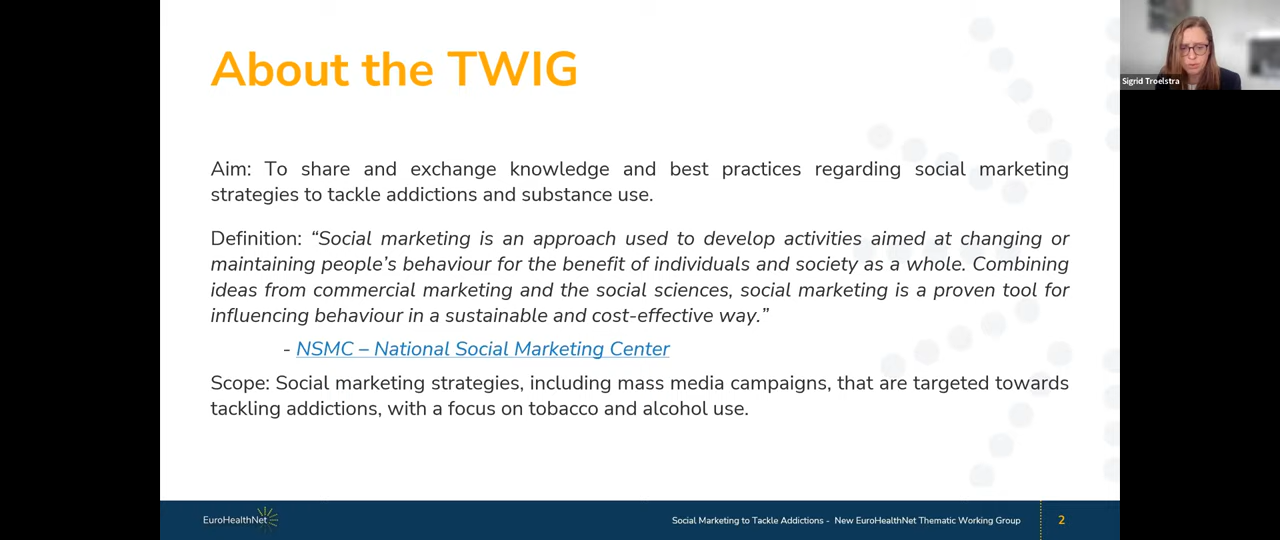 About the TWIG
Sigrid Troelstra
Aim: To share and exchange knowledge and best practices regarding social marketing
strategies to tackle addictions and substance use.
Definition: “Social marketing is an approach used to develop activities aimed at changing or
maintaining people’s behaviour for the benefit of individuals and society as a whole. Combining
ideas from commercial marketing and the social sciences, social marketing is a proven tool for
influencing behaviour in a sustainable and cost-effective way.”
- NSMC – National Social Marketing Center
Scope: Social marketing strategies, including mass media campaigns, that are targeted towards
tackling addictions, with a focus on tobacco and alcohol use.
EuroHealthNet
Social Marketing to Tackle Addictions - New EuroHealthNet Thematic Working Group
2